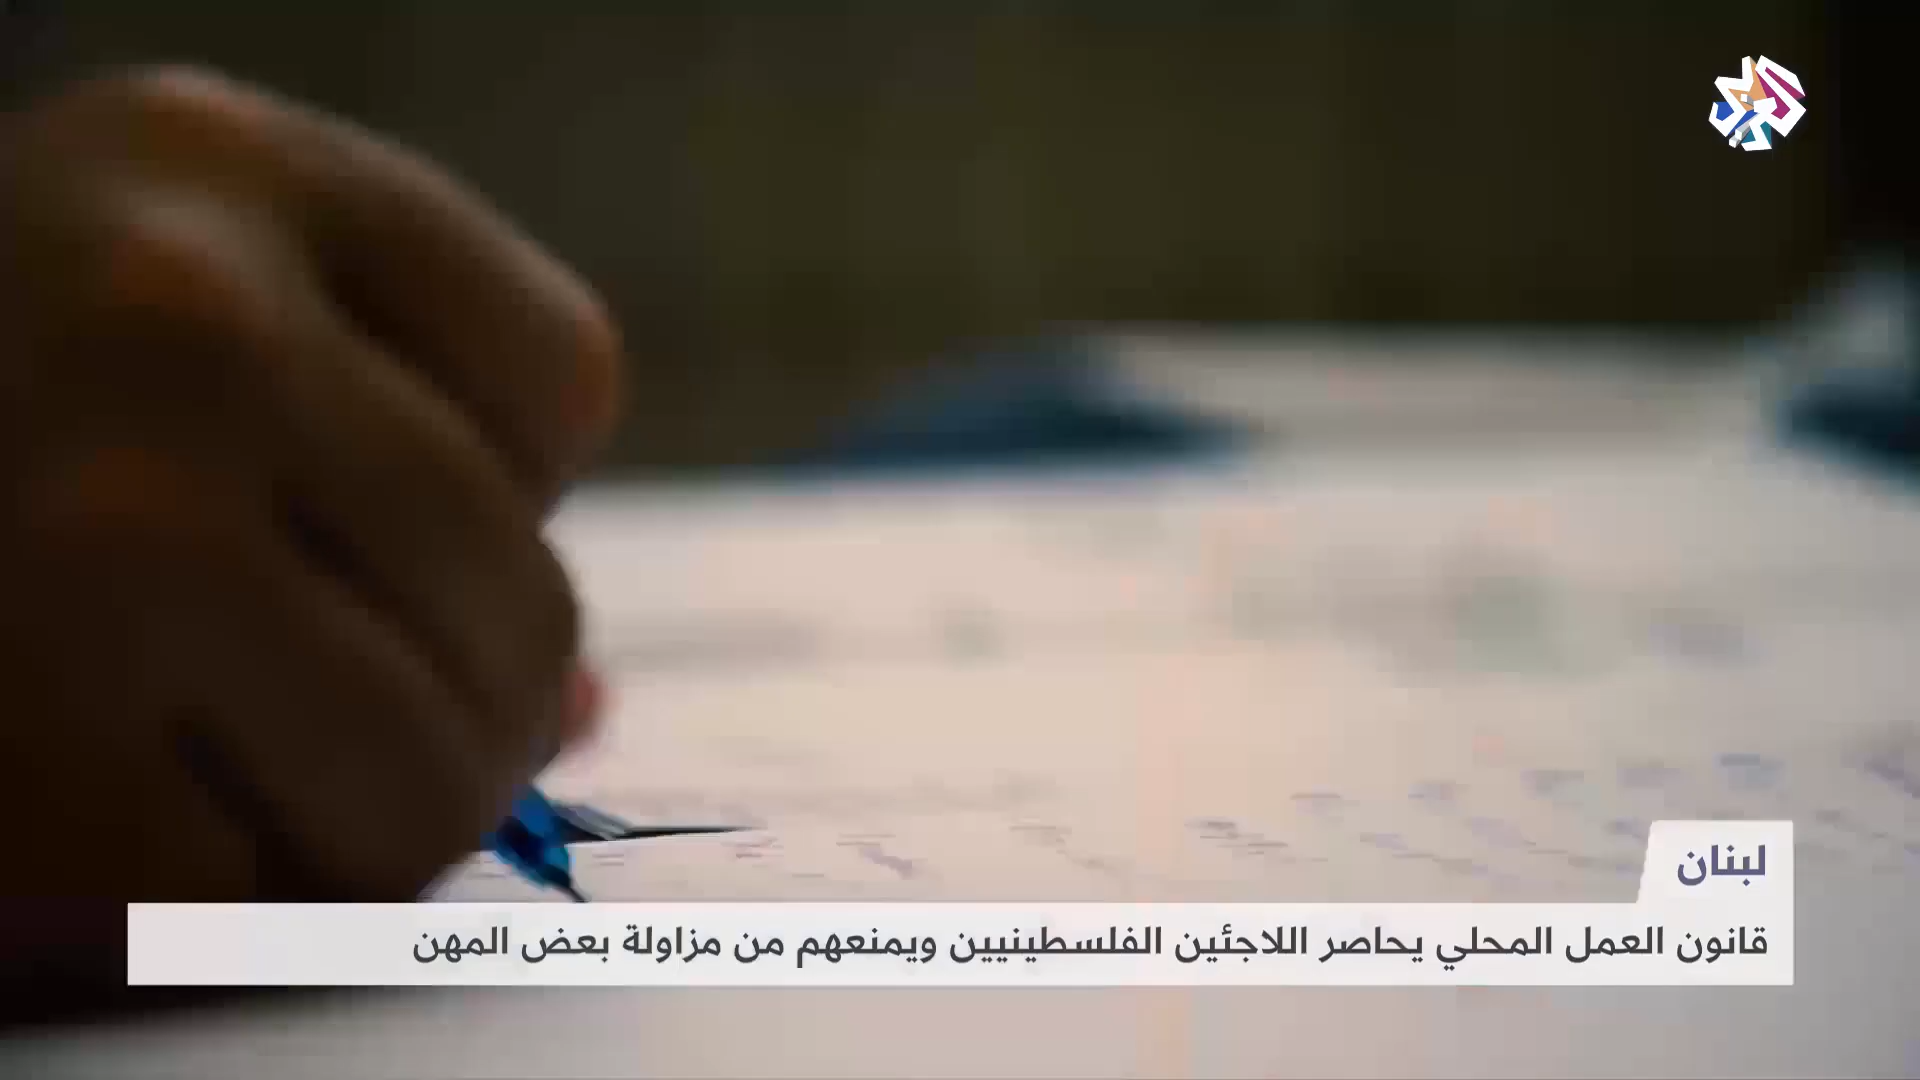 لبنان
قانون العمل المحلي يحاصر اللاجئين الفلسطينيين ويمنعهم من مزاولة بعض المهن